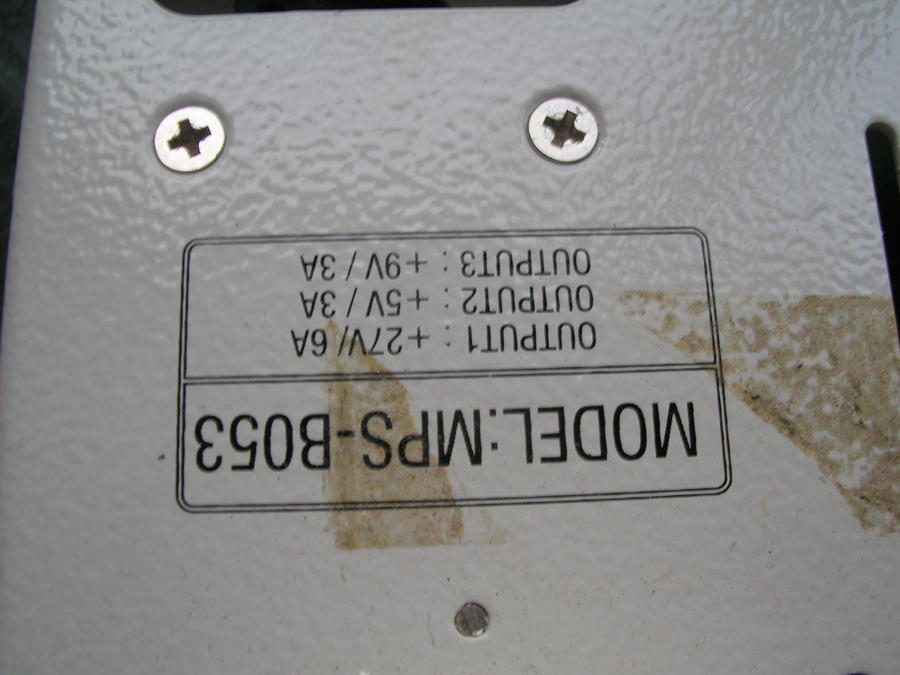 MODEL:MPS-B053
OUTPUT1 : +27V/6A
OUTPUT2 : +5V / 3A
OUTPUT3 : +9V / 3A